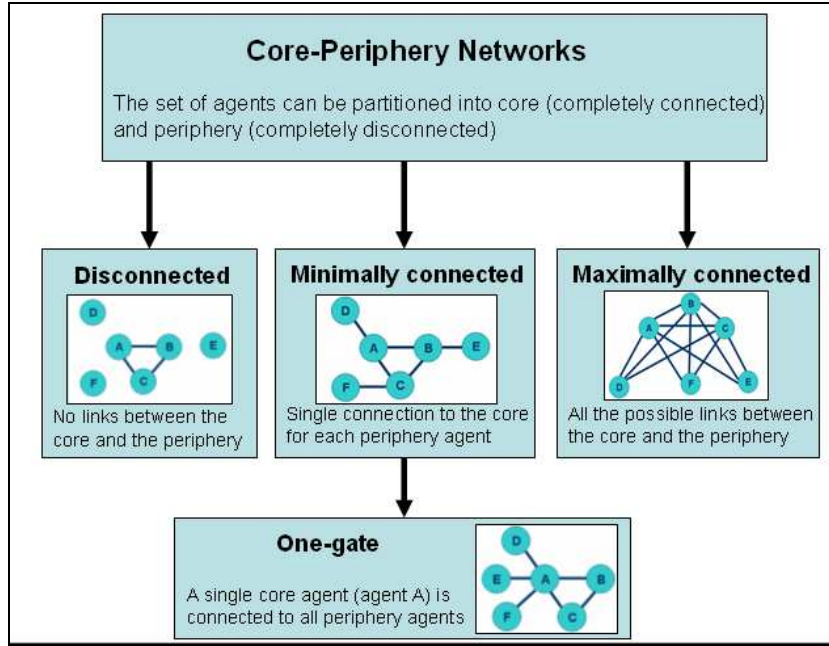 Core-Periphery Networks
The set of agents can be partitioned into core (completely connected)
and periphery (completely disconnected)
Disconnected
D
A
B
E
F
C
No links between the
core and the periphery
Minimally connected
D
A
B
E
F
C
Single connection to the core
for each periphery agent
Maximally connected
B
A
C
D
F
E
All the possible links between
the core and the periphery
One-gate
D
E
A
B
F
C
A single core agent (agent A) is
connected to all periphery agents